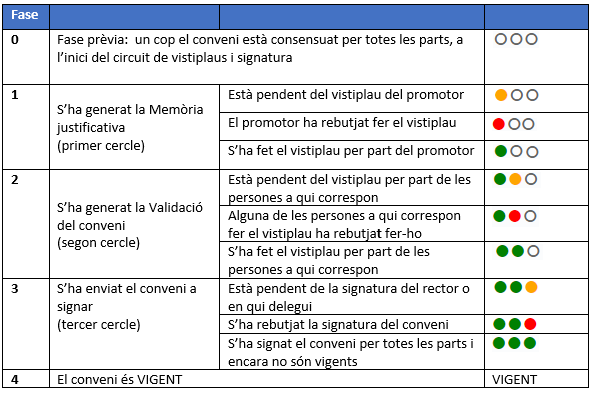 Fase
0
Fase prèvia: un cop el conveni està consensuat per totes les parts, a
l'inici del circuit de vistiplaus i signatura
1
S'ha generat la Memòria
justificativa
(primer cercle)
Està pendent del vistiplau del promotor
El promotor ha rebutjat fer el vistiplau
S'ha fet el vistiplau per part del promotor
2
S'ha generat la Validació
del conveni
(segon cercle)
Està pendent del vistiplau per part de les
persones a qui correspon
Alguna de les persones a qui correspon
fer el vistiplau ha rebutjat fer-ho
S'ha fet el vistiplau per part de les
persones a qui correspon
3
S'ha enviat el conveni a
signar
(tercer cercle)
Està pendent de la signatura del rector o
en qui delegui
S'ha rebutjat la signatura del conveni
S'ha signat el conveni per totes les parts i
encara no són vigents
4
El conveni és VIGENT
VIGENT